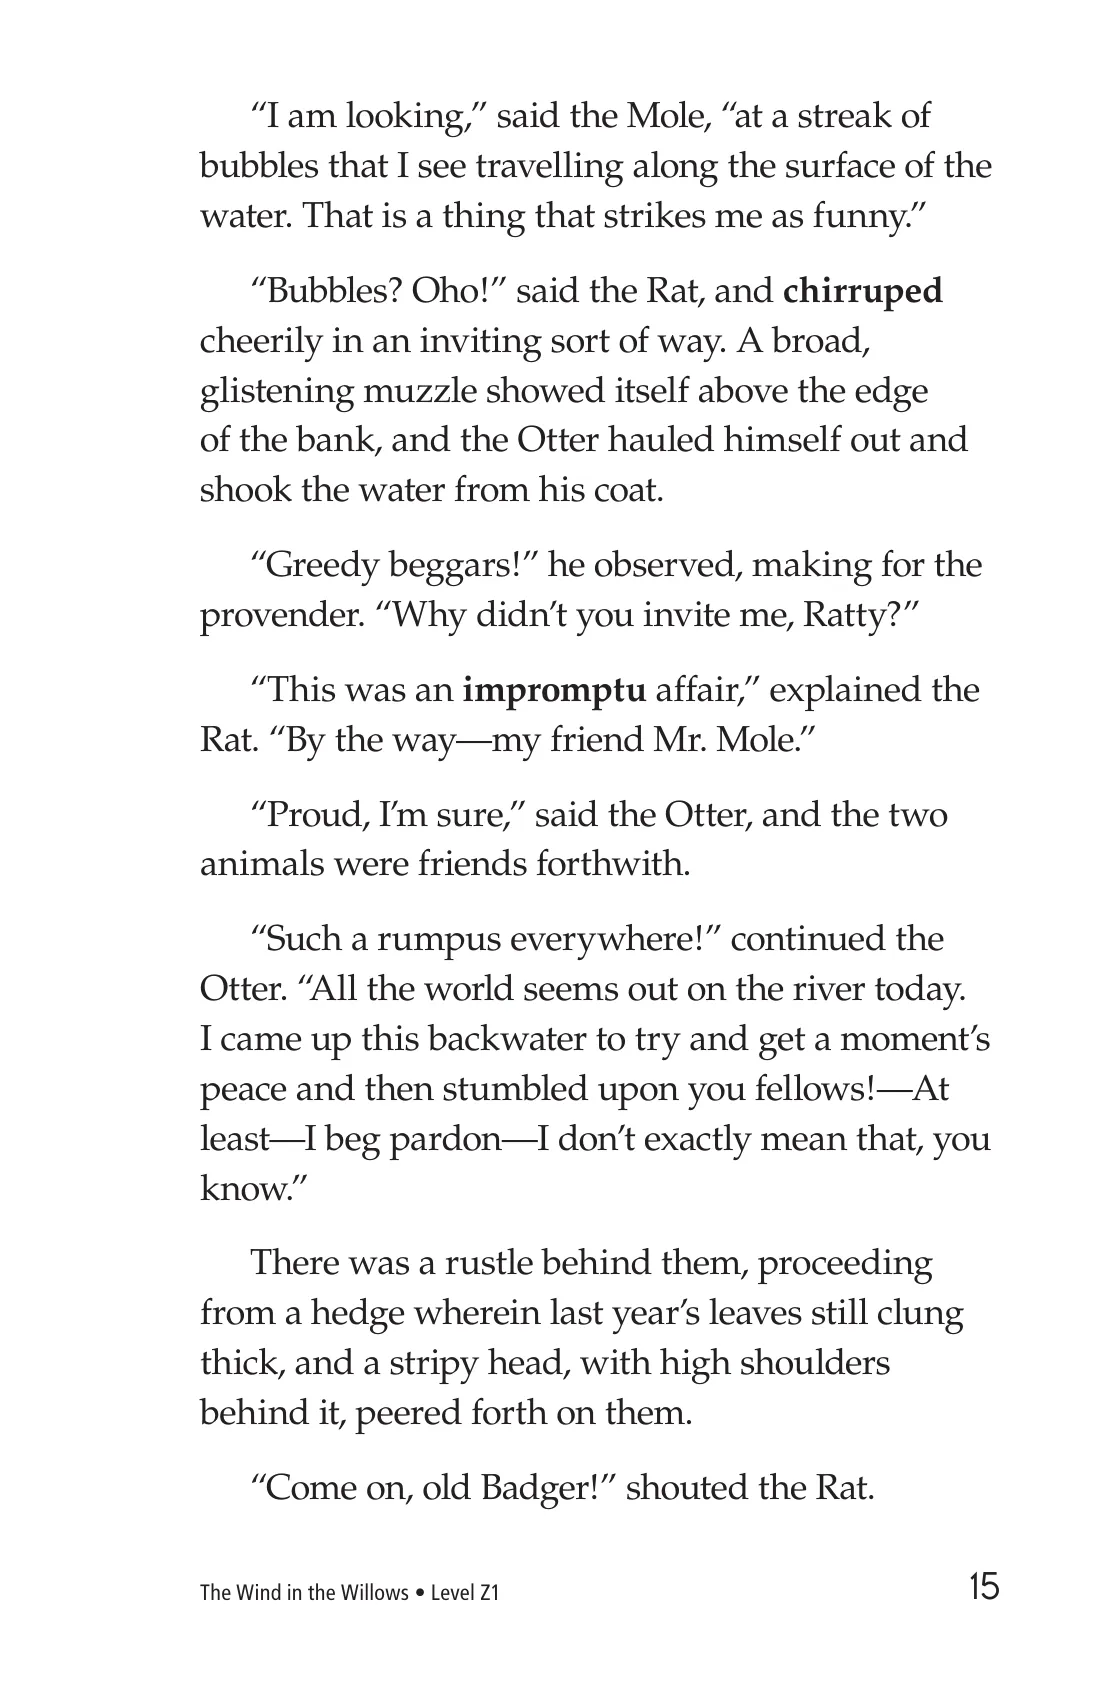 “I am looking,” said the Mole, “at a streak of
bubbles that I see travelling along the surface of the
water. That is a thing that strikes me as funny.”
“Bubbles? Oho!” said the Rat, and chirruped
cheerily in an inviting sort of way. A broad,
glistening muzzle showed itself above the edge
of the bank, and the Otter hauled himself out and
shook the water from his coat.
“Greedy beggars!” he observed, making for the
provender. “Why didn’t you invite me, Ratty?”
“This was an impromptu affair,” explained the
Rat. “By the way—my friend Mr. Mole.”
“Proud, I’m sure,” said the Otter, and the two
animals were friends forthwith.
“Such a rumpus everywhere!” continued the
Otter. “All the world seems out on the river today.
I came up this backwater to try and get a moment’s
peace and then stumbled upon you fellows!—At
least—I beg pardon—I don’t exactly mean that, you
know.”
There was a rustle behind them, proceeding
from a hedge wherein last year’s leaves still clung
thick, and a stripy head, with high shoulders
behind it, peered forth on them.
“Come on, old Badger!” shouted the Rat.
The Wind in the Willows • Level Z1
15